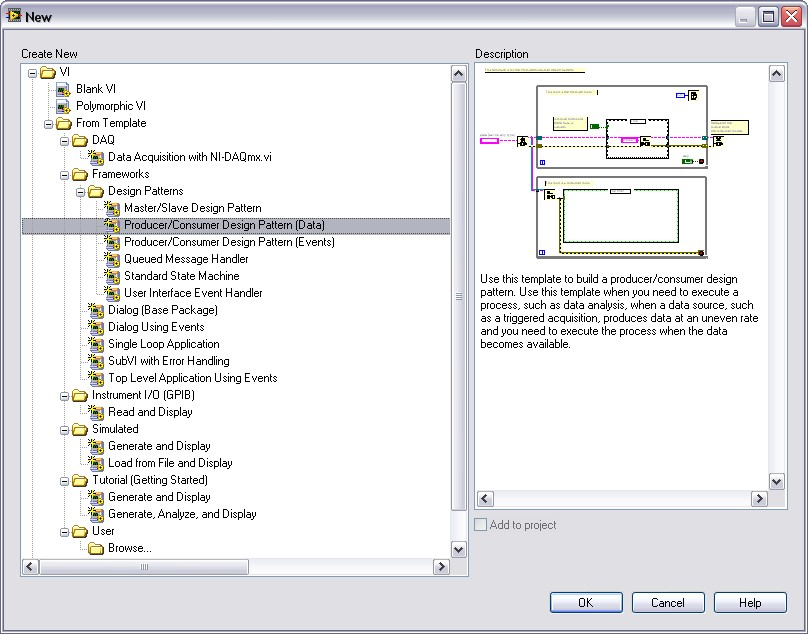 New
Create New
VI
Blank VI
Polymorphic VI
From Template
DAQ
Data Acquisition with NI-DAQmx.vi
Frameworks
Design Patterns
Master/Slave Design Pattern
Producer/Consumer Design Pattern (Data)
Producer/Consumer Design Pattern (Events)
Queued Message Handler
Standard State Machine
User Interface Event Handler
Dialog (Base Package)
Dialog Using Events
Single Loop Application
SubVI with Error Handling
Top Level Application Using Events
Instrument I/O (GPIB)
Read and Display
Simulated
Generate and Display
Load from File and Display
Tutorial (Getting Started)
Generate and Display
Generate, Analyze, and Display
User
Browse...
Description
Use this template to build a producer/consumer design
pattern. Use this template when you need to execute a
process, such as data analysis, when a data source, such
as a triggered acquisition, produces data at an uneven rate
and you need to execute the process when the data
becomes available.
Add to project
OK
Cancel
Help